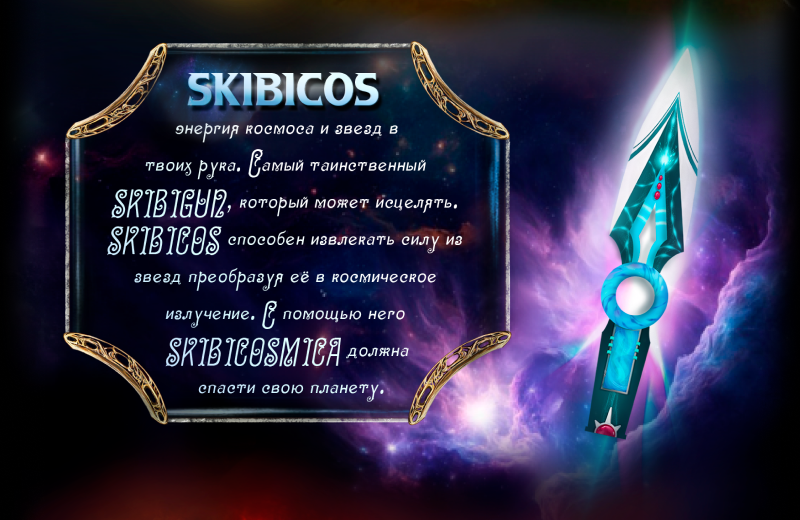 SKIBICOS
энергия космоса и звезд в
твоих рука. Самый таинственный
SKIBIGUN, который может исцелять.
SKIBICOS способен извлекать силу из
звезд преобразуя её в космическое
излучение. С помощью него
SKIBICOSMICA должна
спасти свою планету.